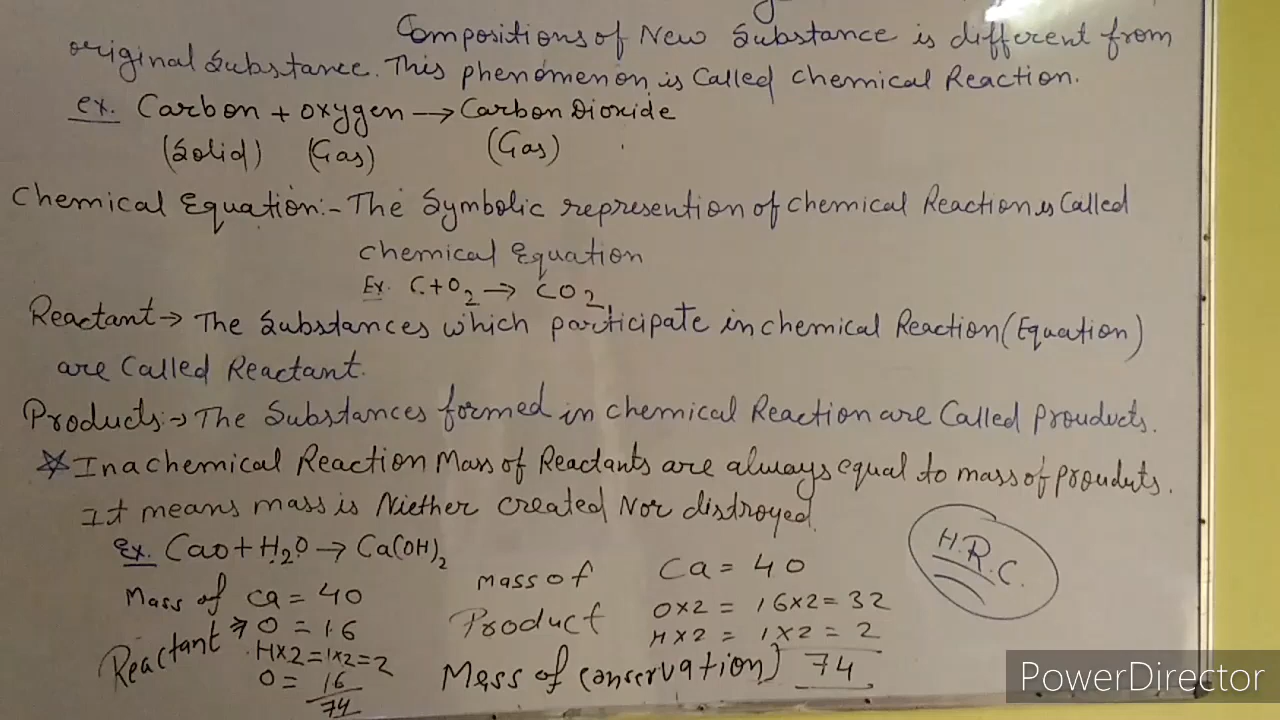 Compositions of New Substance is different from
original Substance. This phenomenon is Called Chemical Reaction.
ex. Carbon + oxygen → Carbon Dioxide
(Solid) (Gas) (Gas)
Chemical Equation:- The Symbolic represention of chemical Reaction is Called
chemical Equation
Ex. C+O2 → CO2
Reactant → The Substances which participate in chemical Reaction (Equation)
are Called Reactant.
Products:→ The Substances formed in chemical Reaction are Called prouducts.
☆ In a chemical Reaction Mass of Reactants are always equal to mass of prouduts.
It means mass is Niether created Nor distroyed.
Ex. CaO + H2O → Ca(OH)2
Mass of Ca = 40
Reactant → O = 16
H×2 = 1×2 = 2
O = 16
74
mass of Ca = 40
Product O×2 = 16×2 = 32
H×2 = 1×2 = 2
Mass of conservation) 74
H.R.C.
PowerDirector